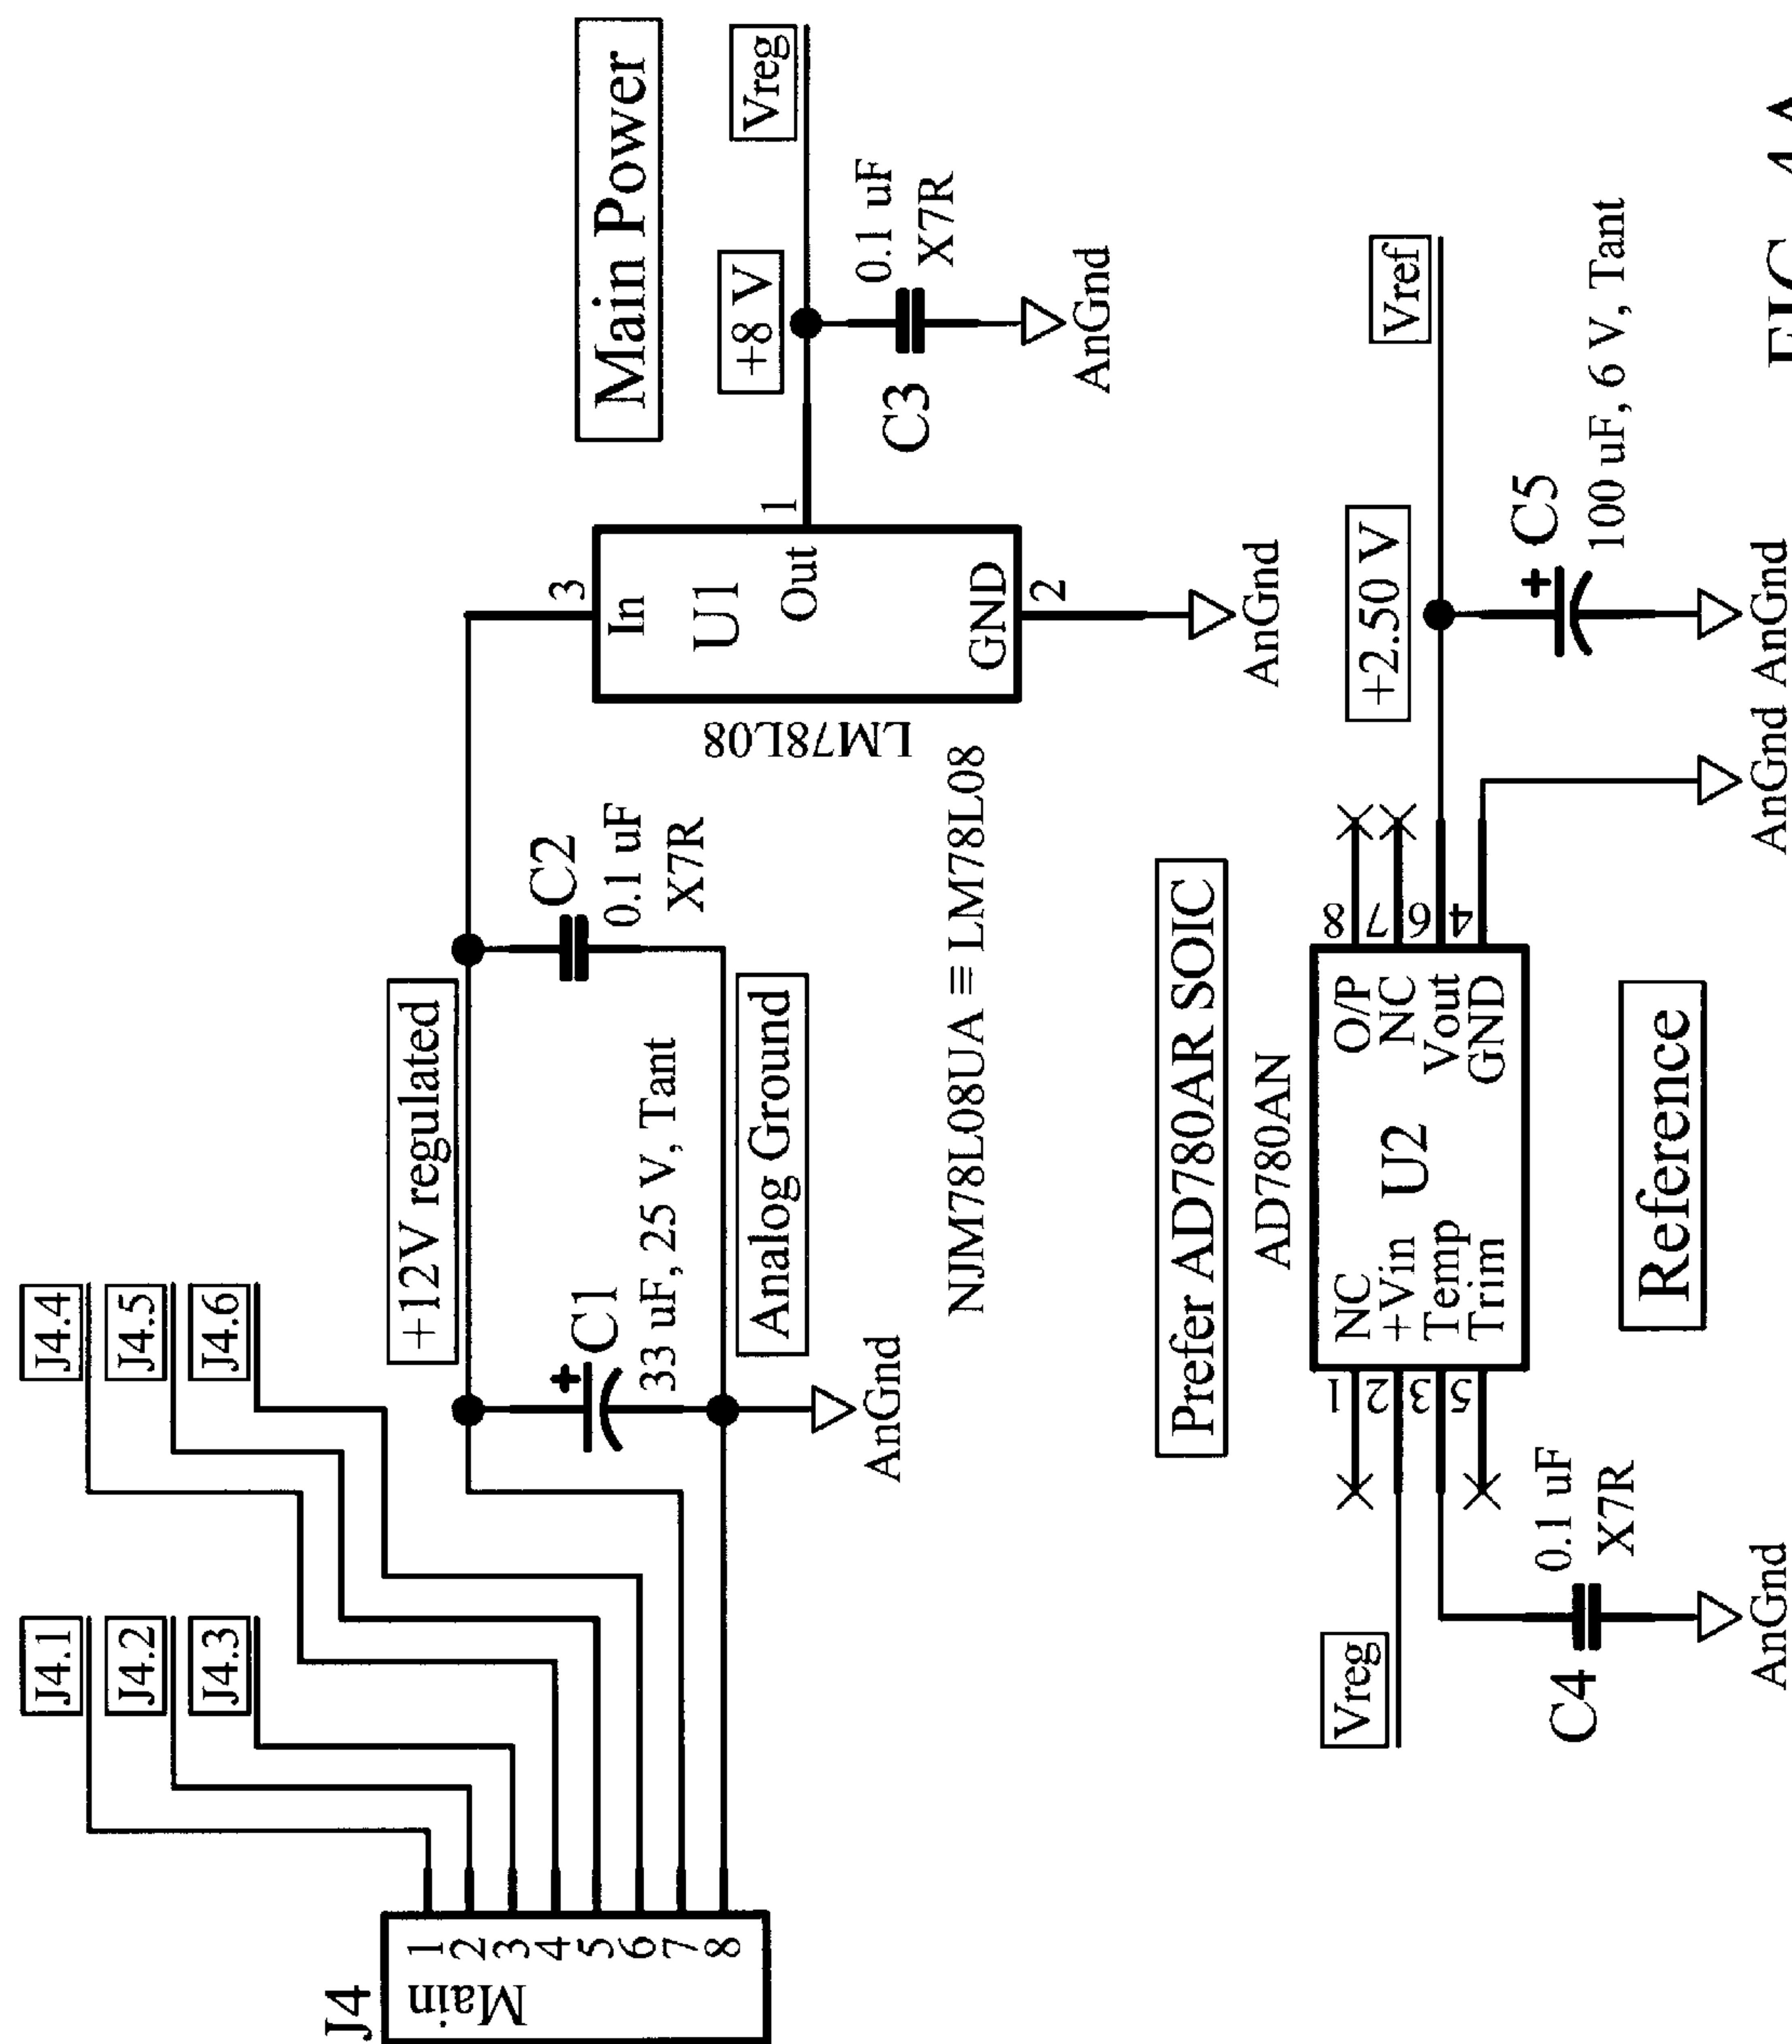 J4.1
J4.2
J4.3
J4.4
J4.5
J4.6
J4
Main
1
2
3
4
5
6
7
8
+12V regulated
C1
33 uF, 25 V, Tant
C2
0.1 uF
X7R
Analog Ground
AnGnd
Main Power
3
In
U1
Out
1
GND
2
LM78L08
NJM78L08UA ≡ LM78L08
AnGnd
+8 V
Vreg
C3
0.1 uF
X7R
AnGnd
Prefer AD780AR SOIC
AD780AN
Vreg
1
2
3
5
NC
+Vin
Temp
Trim
U2
O/P
NC
Vout
GND
8
7
6
4
C4
0.1 uF
X7R
AnGnd
Reference
+2.50 V
Vref
C5
100 uF, 6 V, Tant
AnGnd
AnGnd